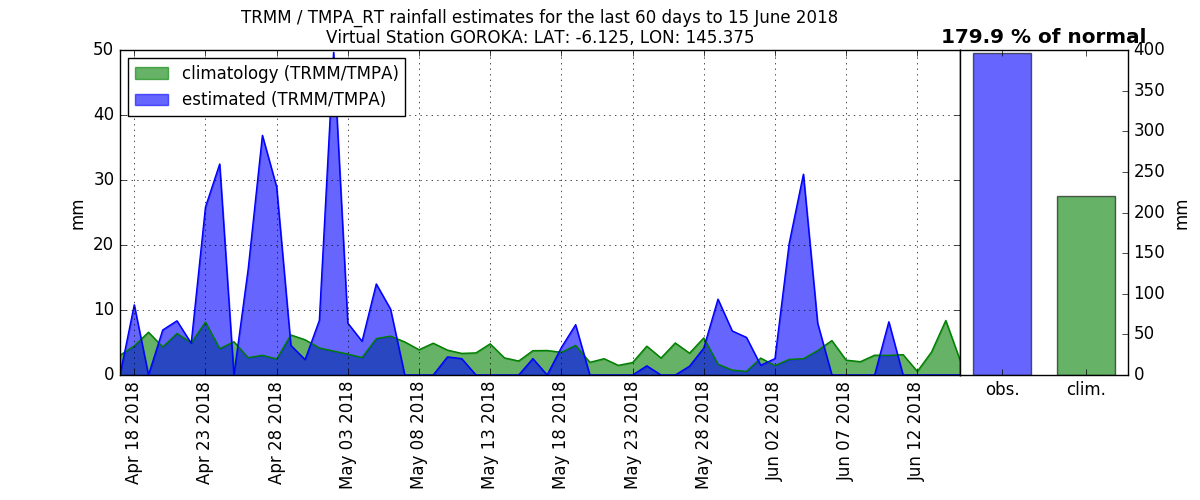 TRMM / TMPA_RT rainfall estimates for the last 60 days to 15 June 2018
Virtual Station GOROKA: LAT: -6.125, LON: 145.375
179.9 % of normal
climatology (TRMM/TMPA)
estimated (TRMM/TMPA)
mm
50
40
30
20
10
0
Apr 18 2018
Apr 23 2018
Apr 28 2018
May 03 2018
May 08 2018
May 13 2018
May 18 2018
May 23 2018
May 28 2018
Jun 02 2018
Jun 07 2018
Jun 12 2018
obs.
clim.
400
350
300
250
200
150
100
50
0
mm